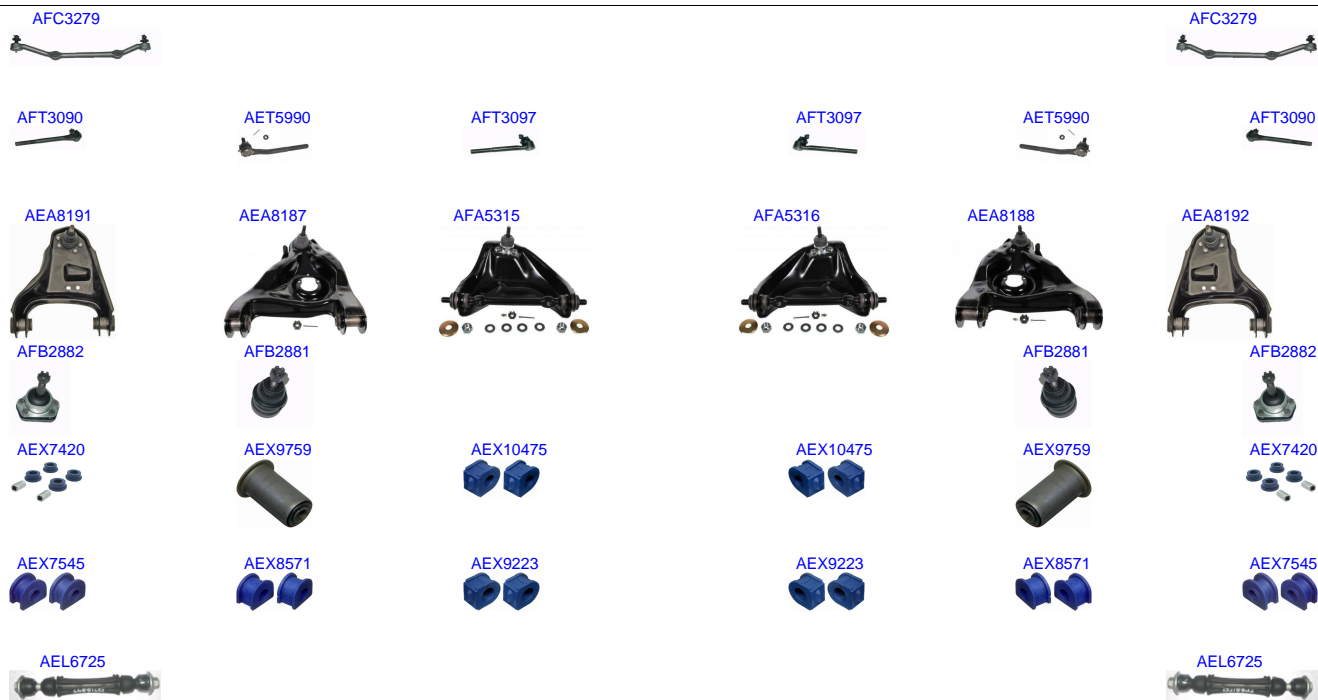 AFC3279 AFC3279
AFT3090 AET5990 AFT3097 AFT3097 AET5990 AFT3090
AEA8191 AEA8187 AFA5315 AFA5316 AEA8188 AEA8192
AFB2882 AFB2881 AFB2881 AFB2882
AEX7420 AEX9759 AEX10475 AEX10475 AEX9759 AEX7420
AEX7545 AEX8571 AEX9223 AEX9223 AEX8571 AEX7545
AEL6725 AEL6725